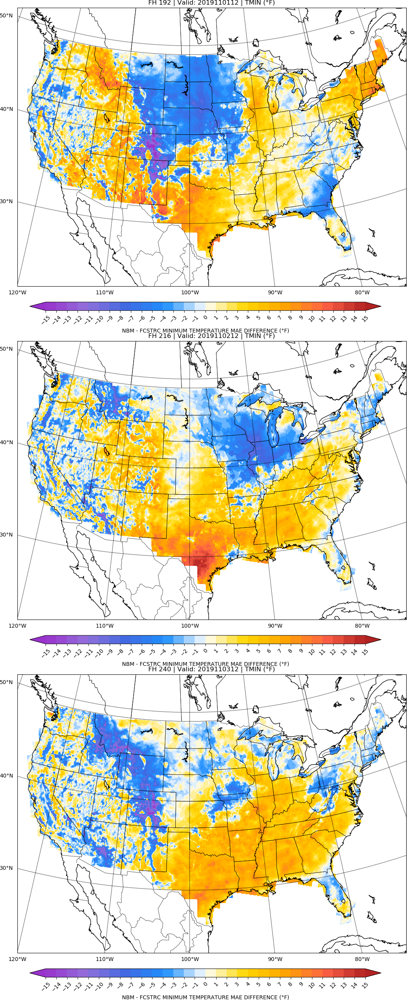 FH 192 | Valid: 2019110112 | TMIN (°F)
50°N
40°N
30°N
120°W 110°W 100°W 90°W 80°W
−15 −14 −13 −12 −11 −10 −9 −8 −7 −6 −5 −4 −3 −2 −1 0 1 2 3 4 5 6 7 8 9 10 11 12 13 14 15
NBM - FCSTRC MINIMUM TEMPERATURE MAE DIFFERENCE (°F)
FH 216 | Valid: 2019110212 | TMIN (°F)
50°N
40°N
30°N
120°W 110°W 100°W 90°W 80°W
−15 −14 −13 −12 −11 −10 −9 −8 −7 −6 −5 −4 −3 −2 −1 0 1 2 3 4 5 6 7 8 9 10 11 12 13 14 15
NBM - FCSTRC MINIMUM TEMPERATURE MAE DIFFERENCE (°F)
FH 240 | Valid: 2019110312 | TMIN (°F)
50°N
40°N
30°N
120°W 110°W 100°W 90°W 80°W
−15 −14 −13 −12 −11 −10 −9 −8 −7 −6 −5 −4 −3 −2 −1 0 1 2 3 4 5 6 7 8 9 10 11 12 13 14 15
NBM - FCSTRC MINIMUM TEMPERATURE MAE DIFFERENCE (°F)